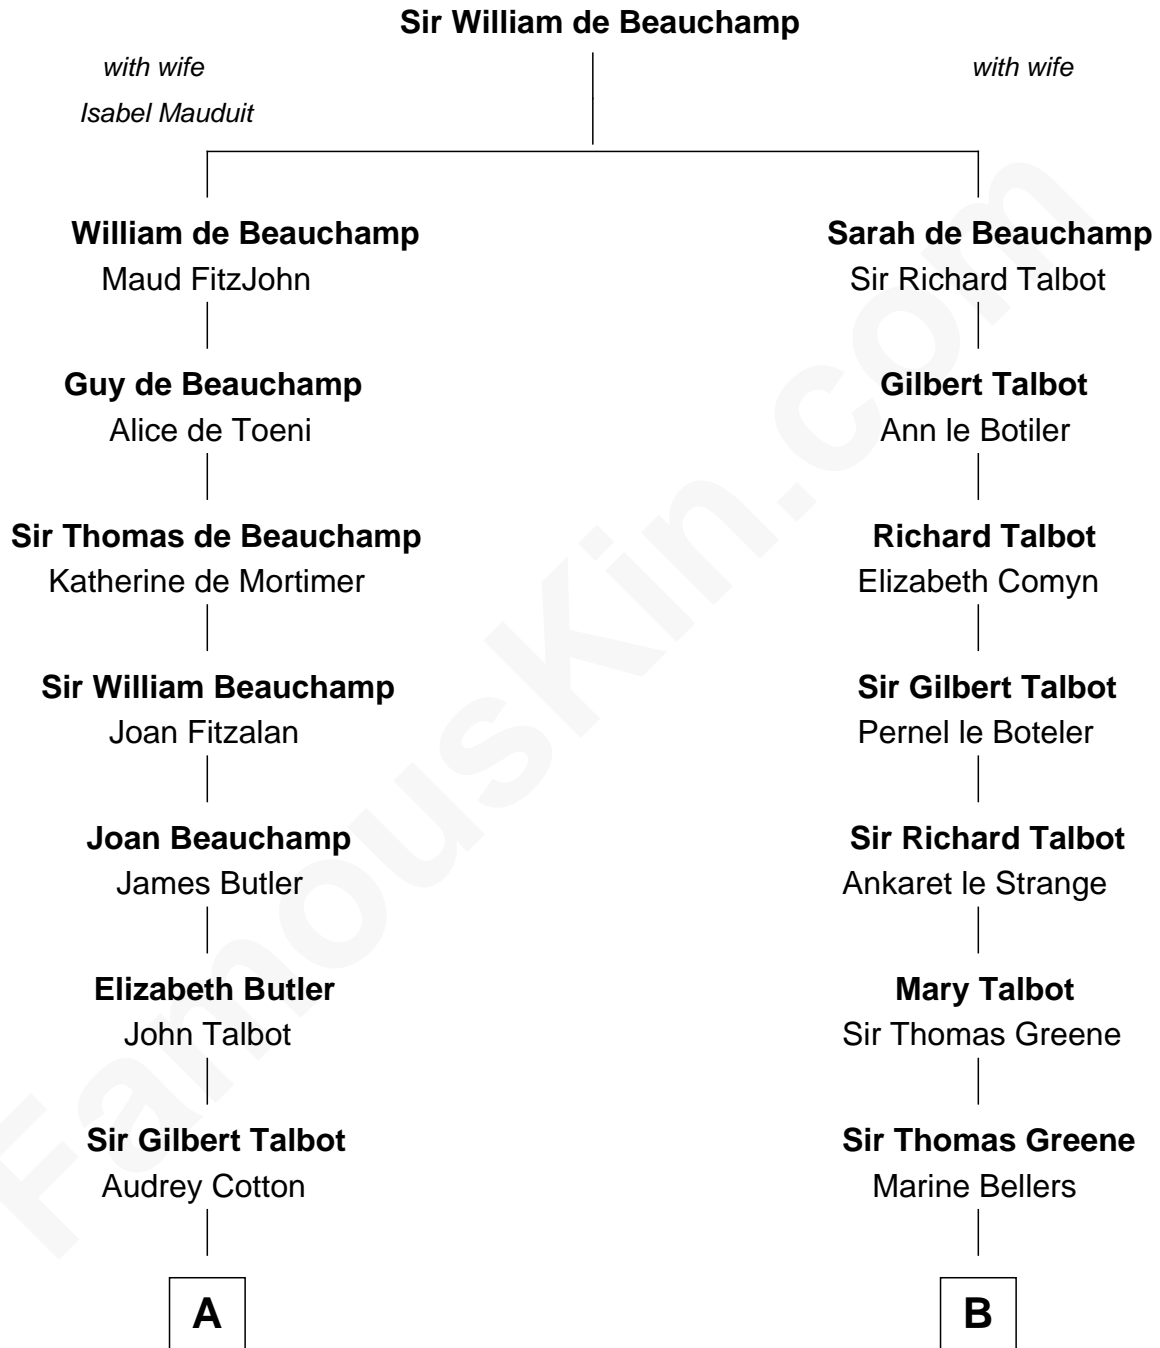 Sir William de Beauchamp
with wife
with wife
Isabel Mauduit
William de Beauchamp
Sarah de Beauchamp
Maud FitzJohn
Sir Richard Talbot
Guy de Beauchamp
Gilbert Talbot
Alice de Toeni
Ann le Botiler
Sir Thomas de Beauchamp
Richard Talbot
Katherine de Mortimer
Elizabeth Comyn
Sir William Beauchamp
Sir Gilbert Talbot
Joan Fitzalan
Pernel le Boteler
Joan Beauchamp
Sir Richard Talbot
James Butler
Ankaret le Strange
Elizabeth Butler
Mary Talbot
John Talbot
Sir Thomas Greene
Sir Gilbert Talbot
Sir Thomas Greene
Audrey Cotton
Marine Bellers
A
B
FamousKin.com